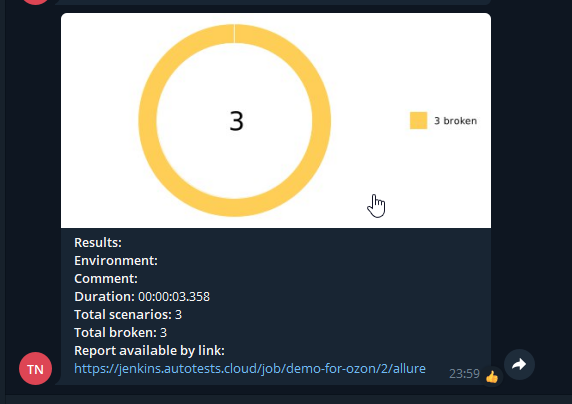 3
3 broken
Results:
Environment:
Comment:
Duration: 00:00:03.358
Total scenarios: 3
Total broken: 3
Report available by link:
https://jenkins.autotests.cloud/job/demo-for-ozon/2/allure
23:59
TN